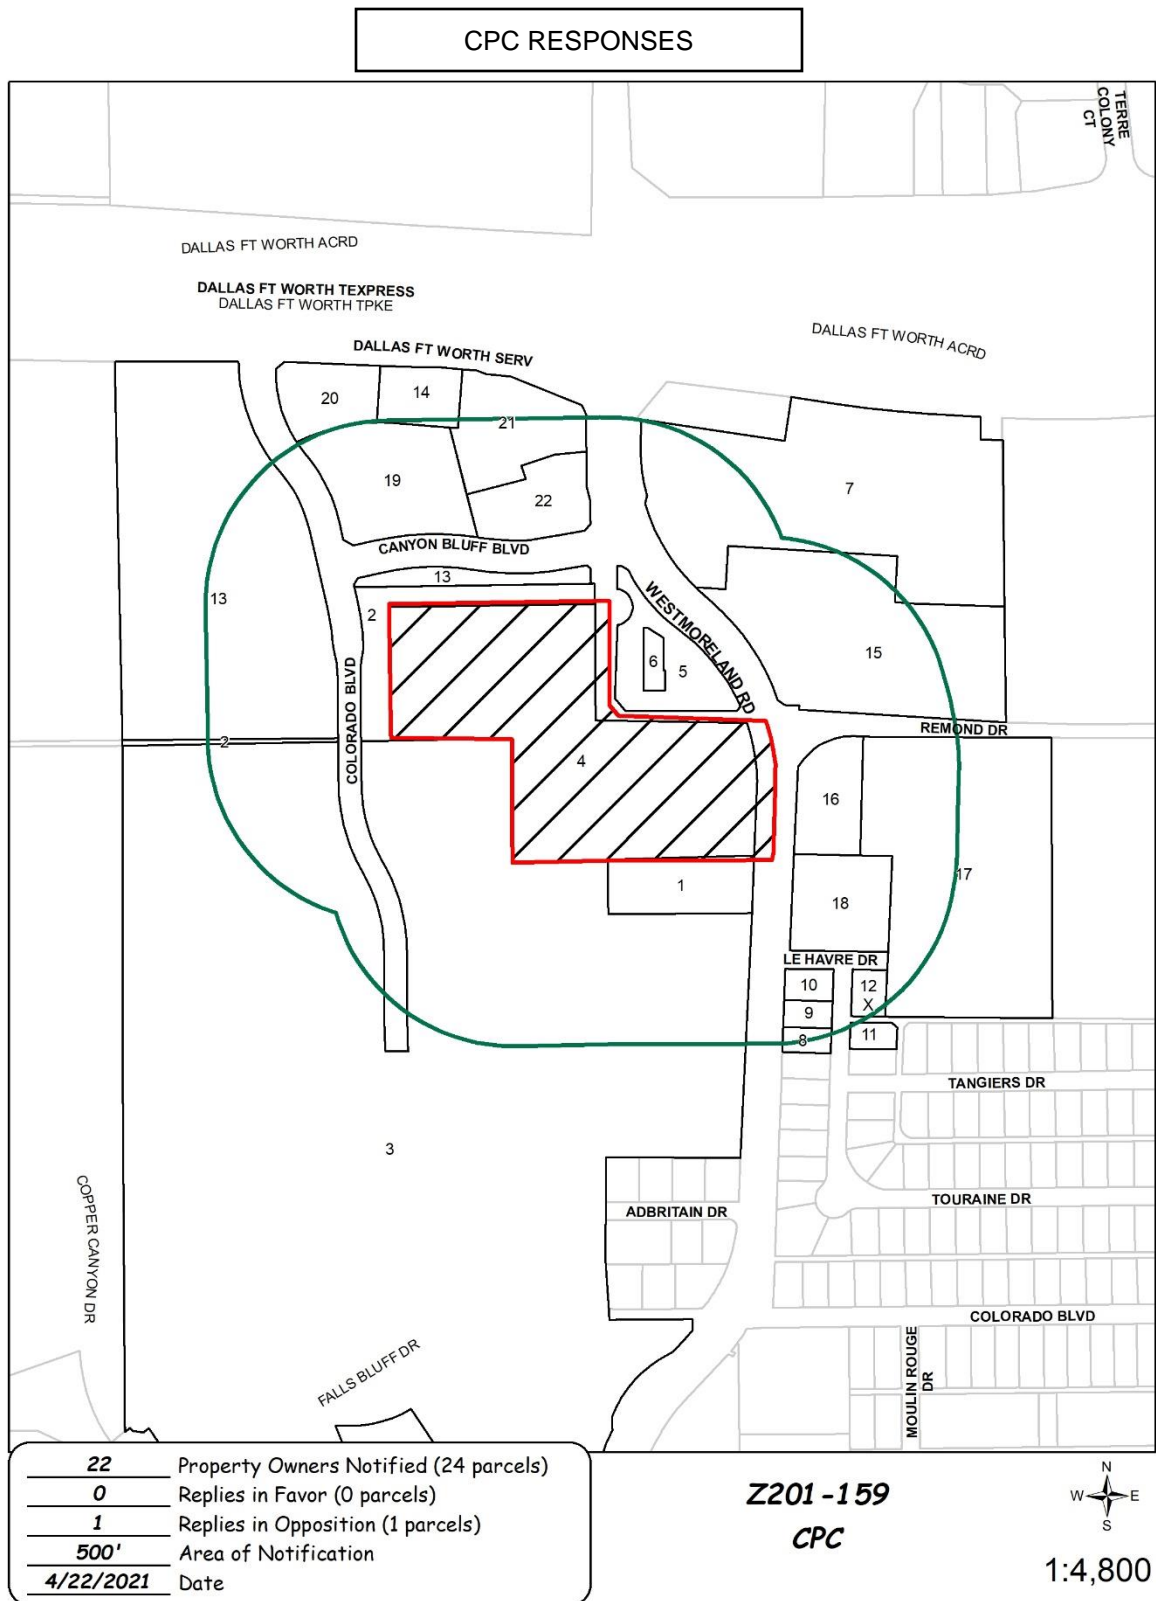 CPC RESPONSES
TERRE
COLONY
CT
DALLAS FT WORTH ACRD
DALLAS FT WORTH TEXPRESS
DALLAS FT WORTH TPKE
DALLAS FT WORTH ACRD
DALLAS FT WORTH SERV
20
14
21
19
22
7
CANYON BLUFF BLVD
13
13
2
WESTMORELAND RD
6
5
15
COLORADO BLVD
REMOND DR
2
4
16
1
17
18
LE HAVRE DR
10
12
X
9
8
11
TANGIERS DR
3
COPPER CANYON DR
ADBRITAIN DR
TOURAINE DR
COLORADO BLVD
FALLS BLUFF DR
MOULIN ROUGE
DR
22 Property Owners Notified (24 parcels)
0 Replies in Favor (0 parcels)
1 Replies in Opposition (1 parcels)
500' Area of Notification
4/22/2021 Date
Z201-159
CPC
N
W E
S
1:4,800